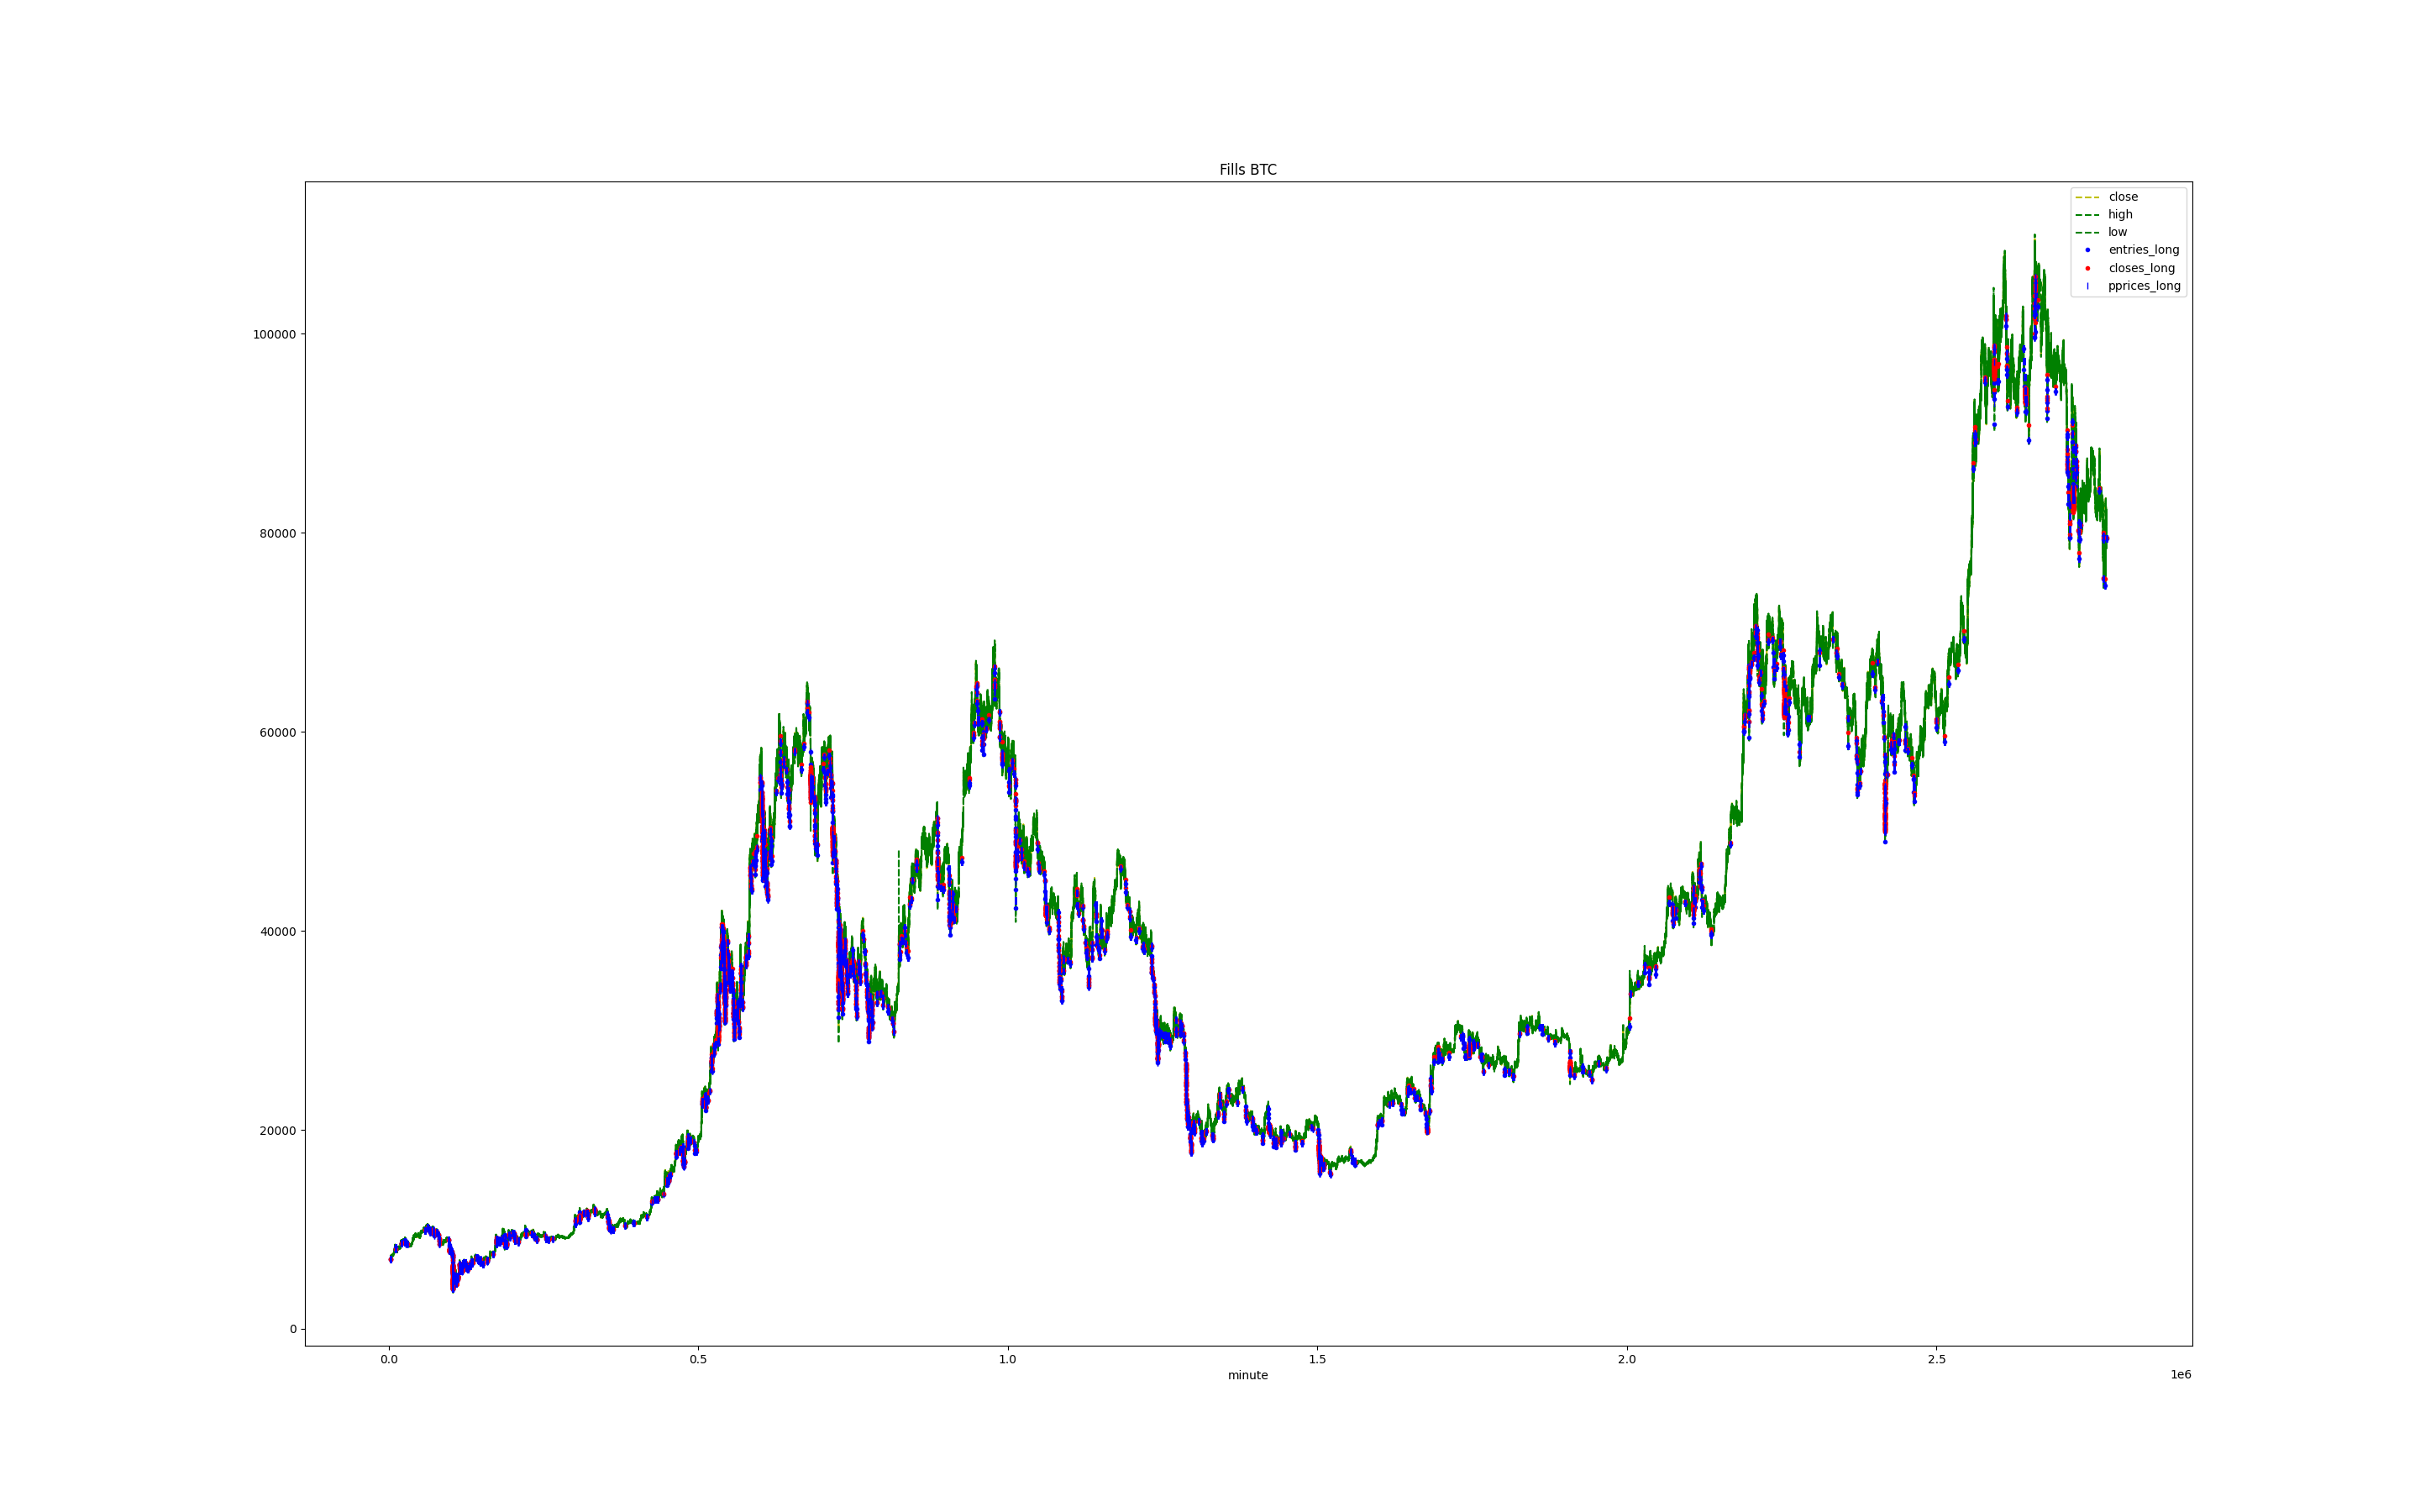 Fills BTC
close
high
low
entries_long
closes_long
pprices_long
100000
80000
60000
40000
20000
0
0.0 0.5 1.0 1.5 2.0 2.5
minute
1e6